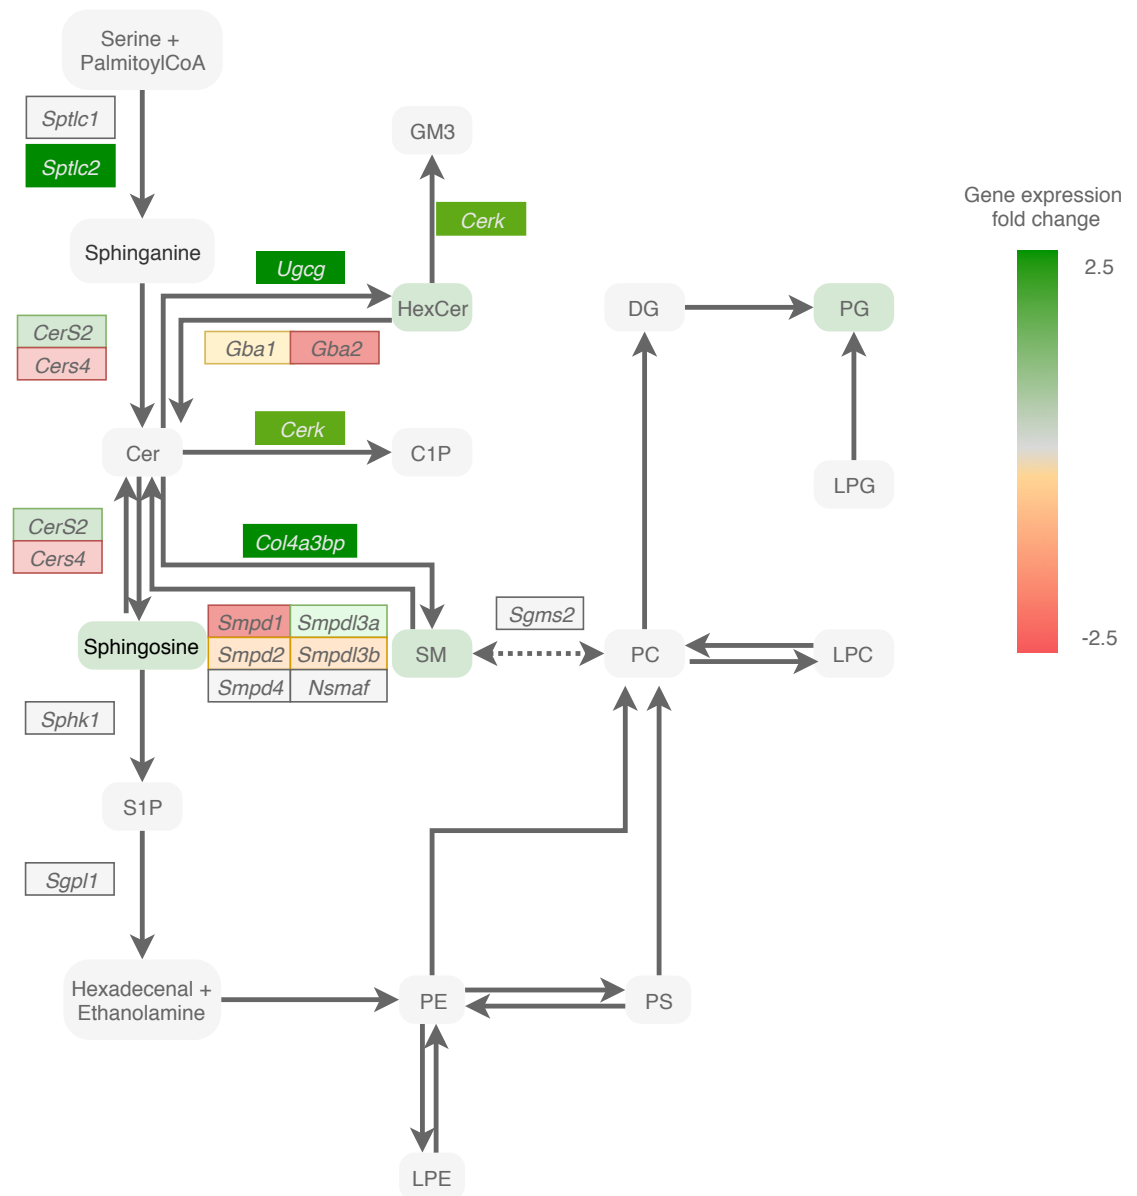 Serine +
PalmitoylCoA
Sptlc1
GM3
Sptlc2
Gene expression
fold change
Cerk
Sphinganine
Ugcg
2.5
HexCer
DG
PG
CerS2
Gba1
Gba2
Cers4
Cerk
Cer
C1P
LPG
CerS2
Col4a3bp
Cers4
Sgms2
Smpd1
Smpdl3a
-2.5
Sphingosine
Smpd2
Smpdl3b
SM
PC
LPC
Smpd4
Nsmaf
Sphk1
S1P
Sgpl1
Hexadecenal +
Ethanolamine
PE
PS
LPE